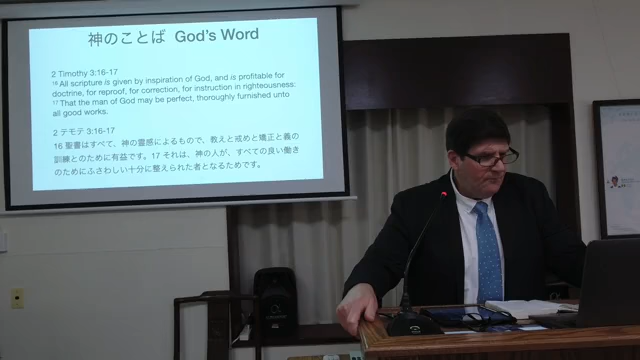 神のことば God's Word
2 Timothy 3:16-17
16 All scripture is given by inspiration of God, and is profitable for
doctrine, for reproof, for correction, for instruction in righteousness:
17 That the man of God may be perfect, thoroughly furnished unto
all good works.
2 テモテ 3:16-17
16 聖書はすべて、神の霊感によるもので、教えと戒めと矯正と義の
訓練とのために有益です。17 それは、神の人が、すべての良い働き
のためにふさわしい十分に整えられた者となるためです。